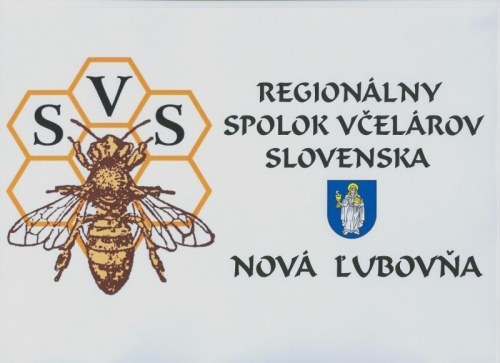 SVS
REGIONÁLNY
SPOLOK VČELÁROV
SLOVENSKA
NOVÁ ĽUBOVŇA